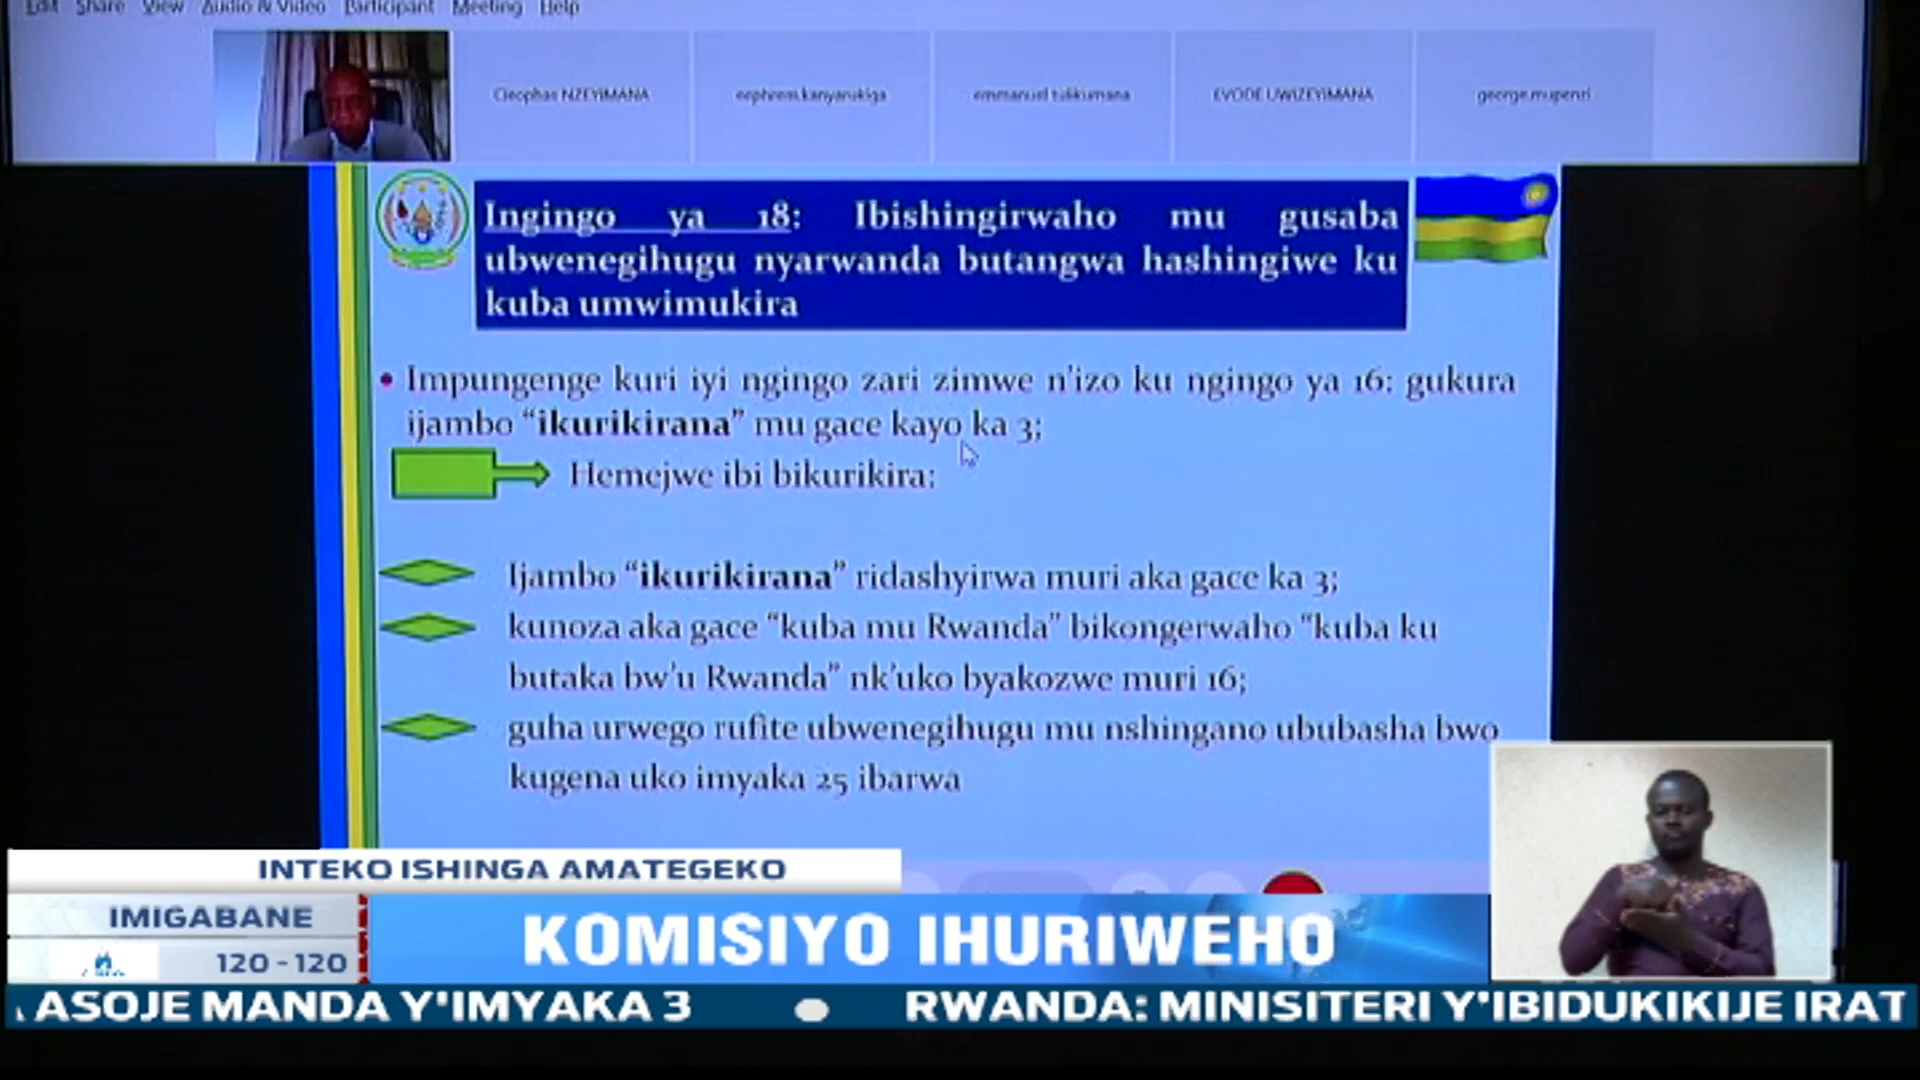 Edit Share View Audio & Video Participant Meeting Help
Cleophas NZEYIMANA
eephrem.kanyarukiga
emmanuel tulikumana
EVODE UWIZEYIMANA
george.mupenzi
Ingingo ya 18: Ibishingirwaho mu gusaba
ubwenegihugu nyarwanda butangwa hashingiwe ku
kuba umwimukira
• Impungenge kuri iyi ngingo zari zimwe n'izo ku ngingo ya 16: gukura
ijambo “ikurikirana” mu gace kayo ka 3;
Hemejwe ibi bikurikira:
Ijambo “ikurikirana” ridashyirwa muri aka gace ka 3;
kunoza aka gace “kuba mu Rwanda” bikongerwaho “kuba ku
butaka bw'u Rwanda” nk'uko byakozwe muri 16;
guha urwego rufite ubwenegihugu mu nshingano ububasha bwo
kugena uko imyaka 25 ibarwa
INTEKO ISHINGA AMATEGEKO
IMIGABANE
KOMISIYO IHURIWEHO
120 - 120
ASOJE MANDA Y'IMYAKA 3
RWANDA: MINISITERI Y'IBIDUKIKIJE IRAT